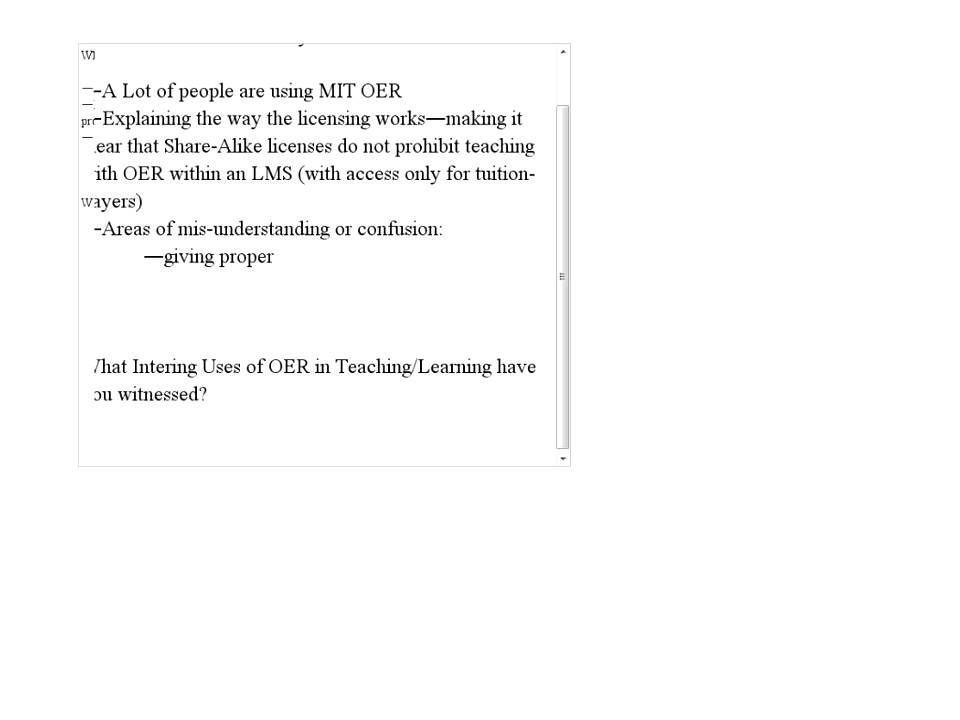 -A Lot of people are using MIT OER
-Explaining the way the licensing works—making it
ear that Share-Alike licenses do not prohibit teaching
ith OER within an LMS (with access only for tuition-
ayers)
-Areas of mis-understanding or confusion:
—giving proper
hat Intering Uses of OER in Teaching/Learning have
ou witnessed?